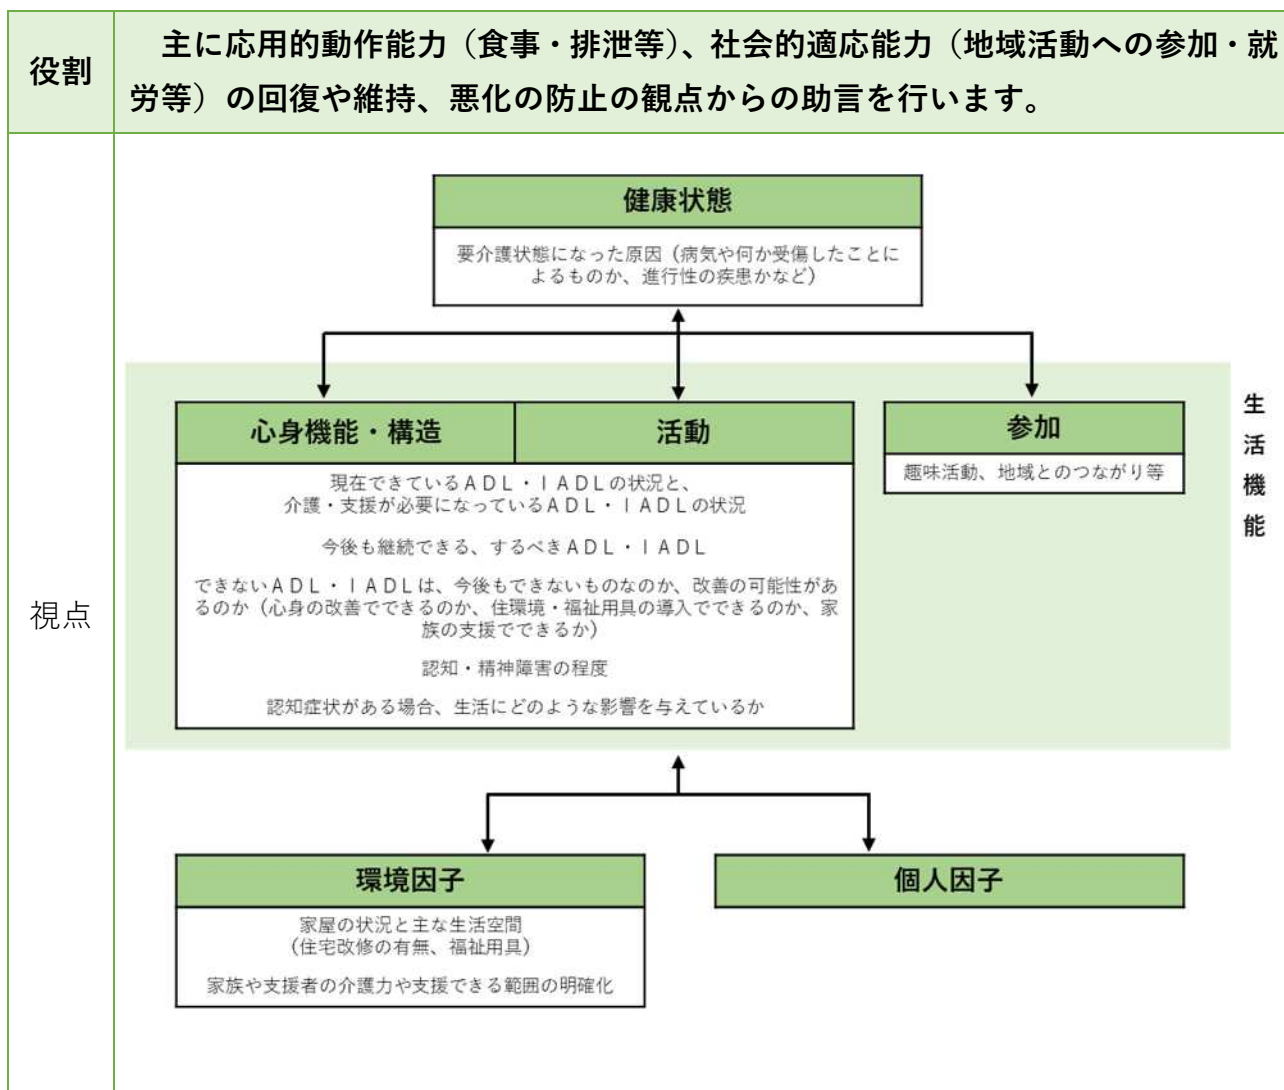 役割
主に応用的動作能力（食事・排泄等）、社会的適応能力（地域活動への参加・就
労等）の回復や維持、悪化の防止の観点からの助言を行います。
視点
健康状態
要介護状態になった原因（病気や何か受傷したことに
よるものか、進行性の疾患かなど）
生活機能
心身機能・構造
活動
現在できているＡＤＬ・ＩＡＤＬの状況と、
介護・支援が必要になっているＡＤＬ・ＩＡＤＬの状況
今後も継続できる、するべきＡＤＬ・ＩＡＤＬ
できないＡＤＬ・ＩＡＤＬは、今後もできないものなのか、改善の可能性があ
るのか（心身の改善でできるのか、住環境・福祉用具の導入でできるのか、家
族の支援でできるか）
認知・精神障害の程度
認知症状がある場合、生活にどのような影響を与えているか
参加
趣味活動、地域とのつながり等
環境因子
家屋の状況と主な生活空間
（住宅改修の有無、福祉用具）
家族や支援者の介護力や支援できる範囲の明確化
個人因子